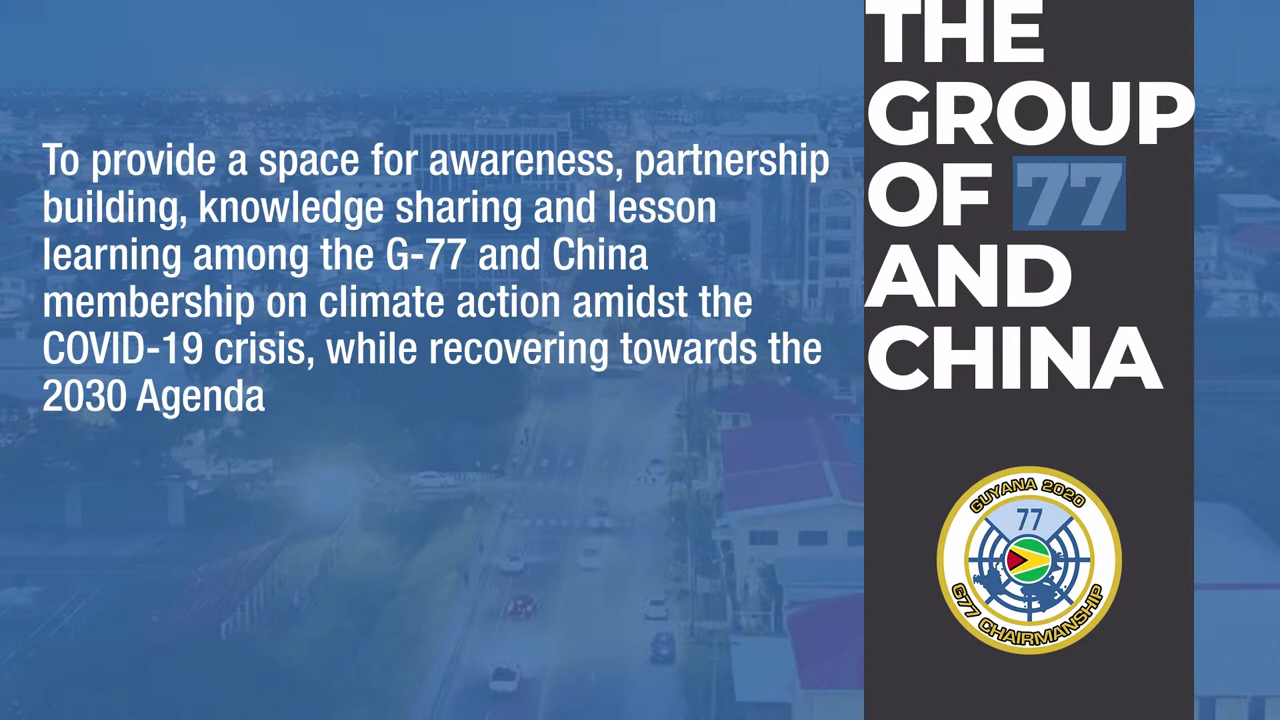 To provide a space for awareness, partnership
building, knowledge sharing and lesson
learning among the G-77 and China
membership on climate action amidst the
COVID-19 crisis, while recovering towards the
2030 Agenda
THE
GROUP
OF 77
AND
CHINA
GUYANA 2020
77
G77 CHAIRMANSHIP